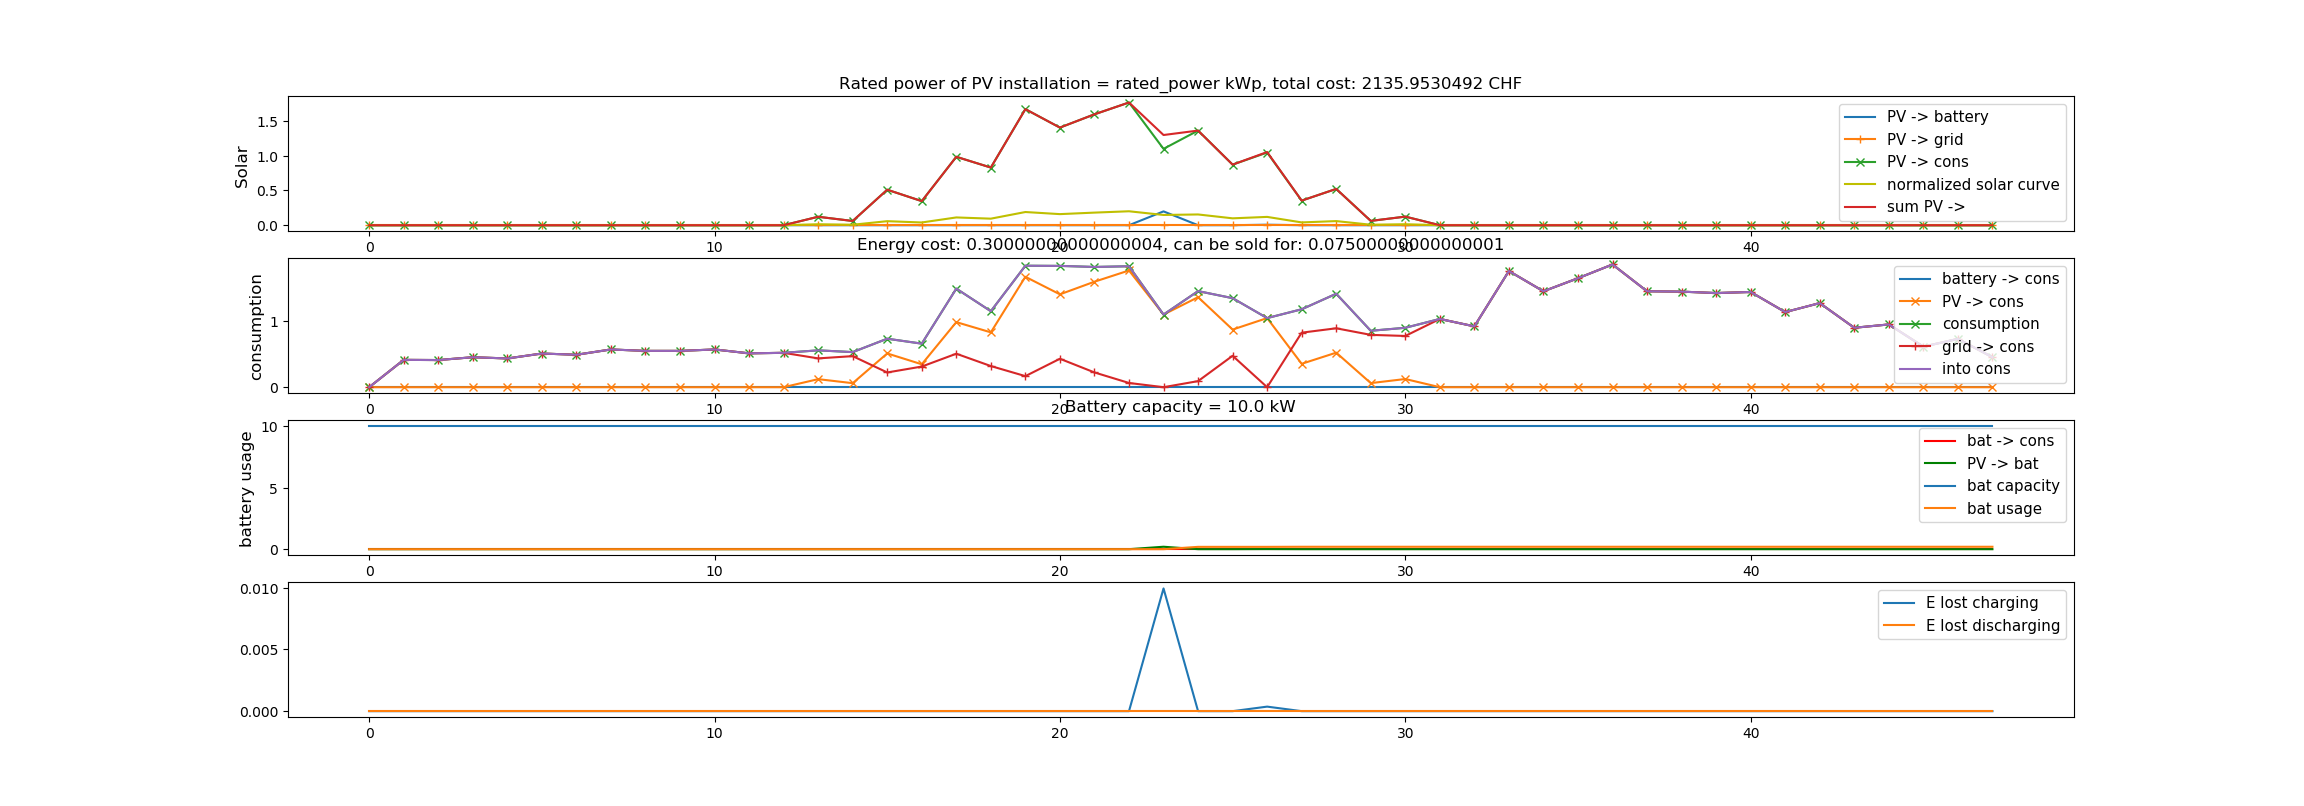 Rated power of PV installation = rated_power kWp, total cost: 2135.9530492 CHF
Solar
1.5
1.0
0.5
0.0
PV -> battery
PV -> grid
PV -> cons
normalized solar curve
sum PV ->
0 10 20 30 40
Energy cost: 0.30000000000000004, can be sold for: 0.07500000000000001
consumption
1
0
battery -> cons
PV -> cons
consumption
grid -> cons
into cons
0 10 20 30 40
Battery capacity = 10.0 kW
battery usage
10
5
0
bat -> cons
PV -> bat
bat capacity
bat usage
0 10 20 30 40
0.010
0.005
0.000
E lost charging
E lost discharging
0 10 20 30 40